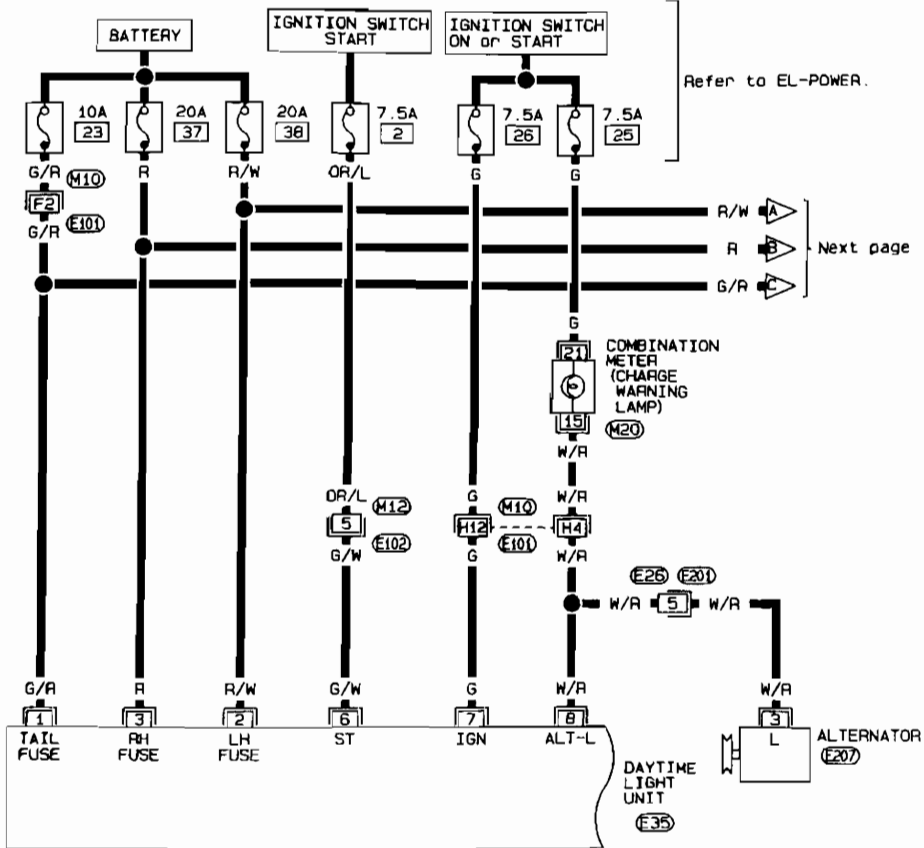 BATTERY
IGNITION SWITCH
START
IGNITION SWITCH
ON or START
Refer to EL-POWER.
10A
23
20A
37
20A
38
7.5A
2
7.5A
26
7.5A
25
G/R
M10
R
R/W
OR/L
G
G
F2
G/R
E101
R/W
A
R
B
Next page
G/R
C
G
21
COMBINATION
METER
(CHARGE
WARNING
LAMP)
15
M20
W/R
OR/L
M12
G
M10
W/R
5
H12
H4
G/W
E102
G
E101
W/R
E26
E201
W/R
5
W/R
G/R
R
R/W
G/W
G
W/R
W/R
1
3
2
6
7
8
3
TAIL
FUSE
RH
FUSE
LH
FUSE
ST
IGN
ALT-L
L
ALTERNATOR
E207
DAYTIME
LIGHT
UNIT
E35